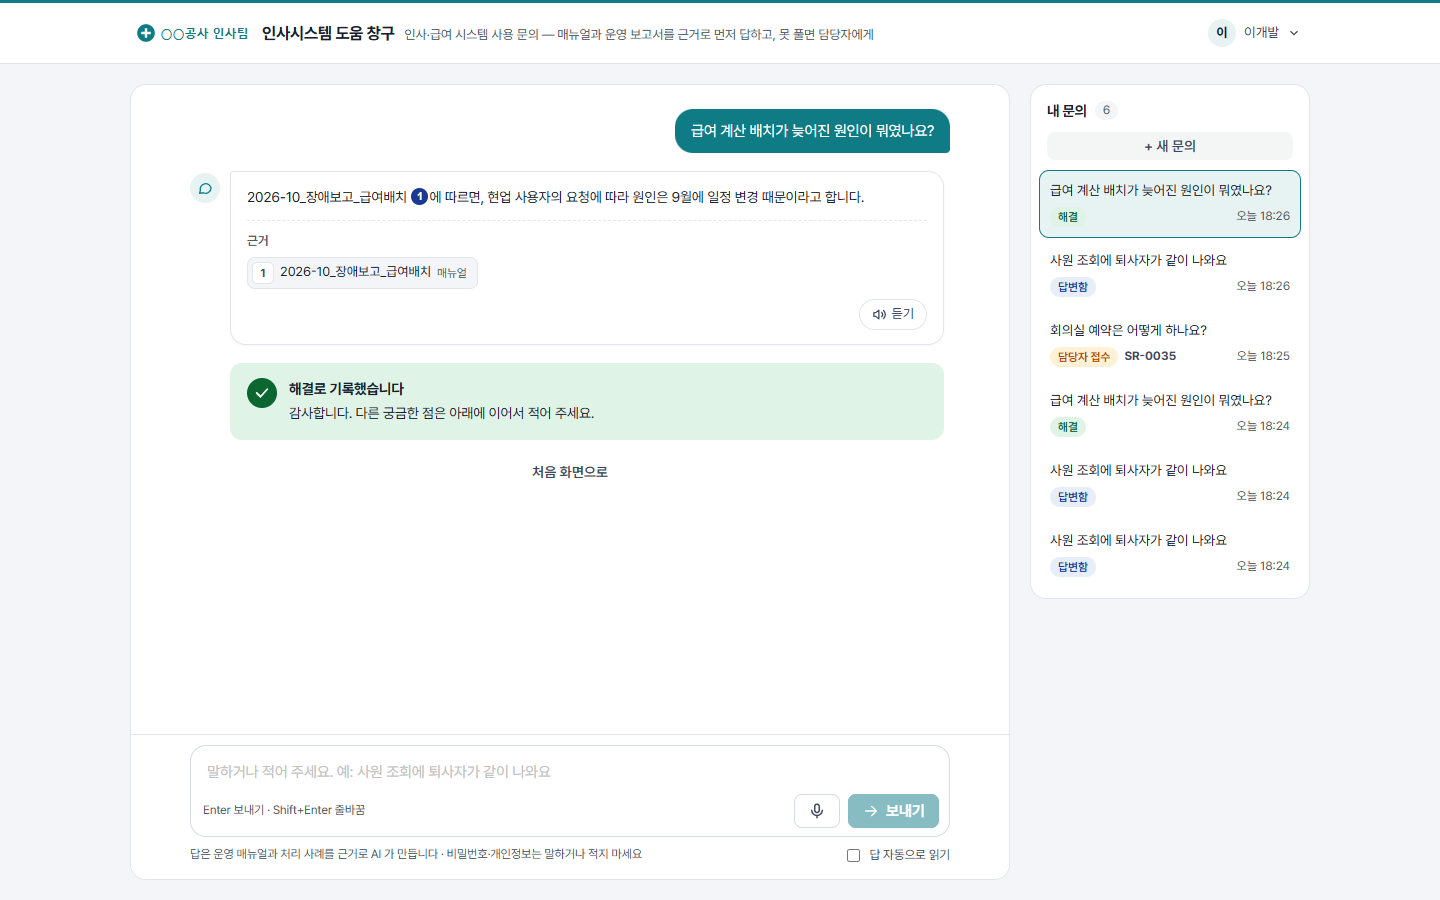 ○○공사 인사팀 인사시스템 도움 창구 인사·급여 시스템 사용 문의 — 매뉴얼과 운영 보고서를 근거로 먼저 답하고, 못 풀면 담당자에게
이 이개발
급여 계산 배치가 늦어진 원인이 뭐였나요?
2026-10_장애보고_급여배치 1 에 따르면, 현업 사용자의 요청에 따라 원인은 9월에 일정 변경 때문이라고 합니다.
근거
1 2026-10_장애보고_급여배치 매뉴얼
듣기
해결로 기록했습니다
감사합니다. 다른 궁금한 점은 아래에 이어서 적어 주세요.
처음 화면으로
말하거나 적어 주세요. 예: 사원 조회에 퇴사자가 같이 나와요
Enter 보내기 · Shift+Enter 줄바꿈
보내기
답은 운영 매뉴얼과 처리 사례를 근거로 AI 가 만듭니다 · 비밀번호·개인정보는 말하거나 적지 마세요
답 자동으로 읽기
내 문의 6
+ 새 문의
급여 계산 배치가 늦어진 원인이 뭐였나요?
해결 오늘 18:26
사원 조회에 퇴사자가 같이 나와요
답변함 오늘 18:26
회의실 예약은 어떻게 하나요?
담당자 접수 SR-0035 오늘 18:25
급여 계산 배치가 늦어진 원인이 뭐였나요?
해결 오늘 18:24
사원 조회에 퇴사자가 같이 나와요
답변함 오늘 18:24
사원 조회에 퇴사자가 같이 나와요
답변함 오늘 18:24